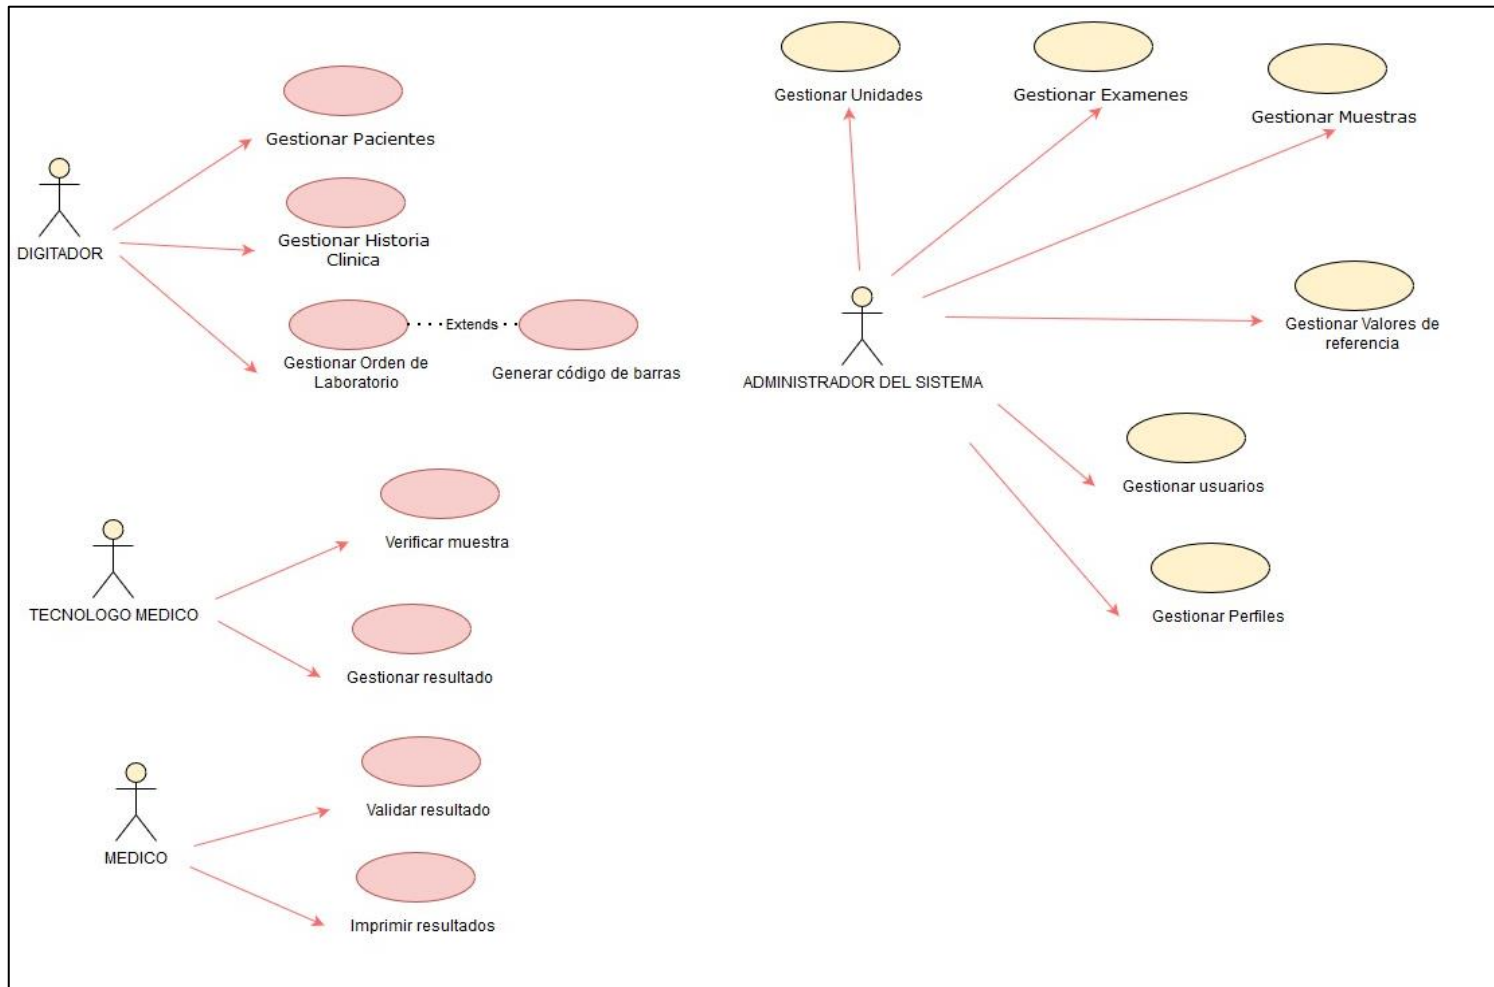 Gestionar Pacientes
DIGITADOR
Gestionar Historia
Clinica
Extends
Gestionar Orden de
Laboratorio
Generar código de barras
Verificar muestra
TECNOLOGO MEDICO
Gestionar resultado
Validar resultado
MEDICO
Imprimir resultados
Gestionar Unidades
Gestionar Examenes
Gestionar Muestras
Gestionar Valores de
referencia
ADMINISTRADOR DEL SISTEMA
Gestionar usuarios
Gestionar Perfiles